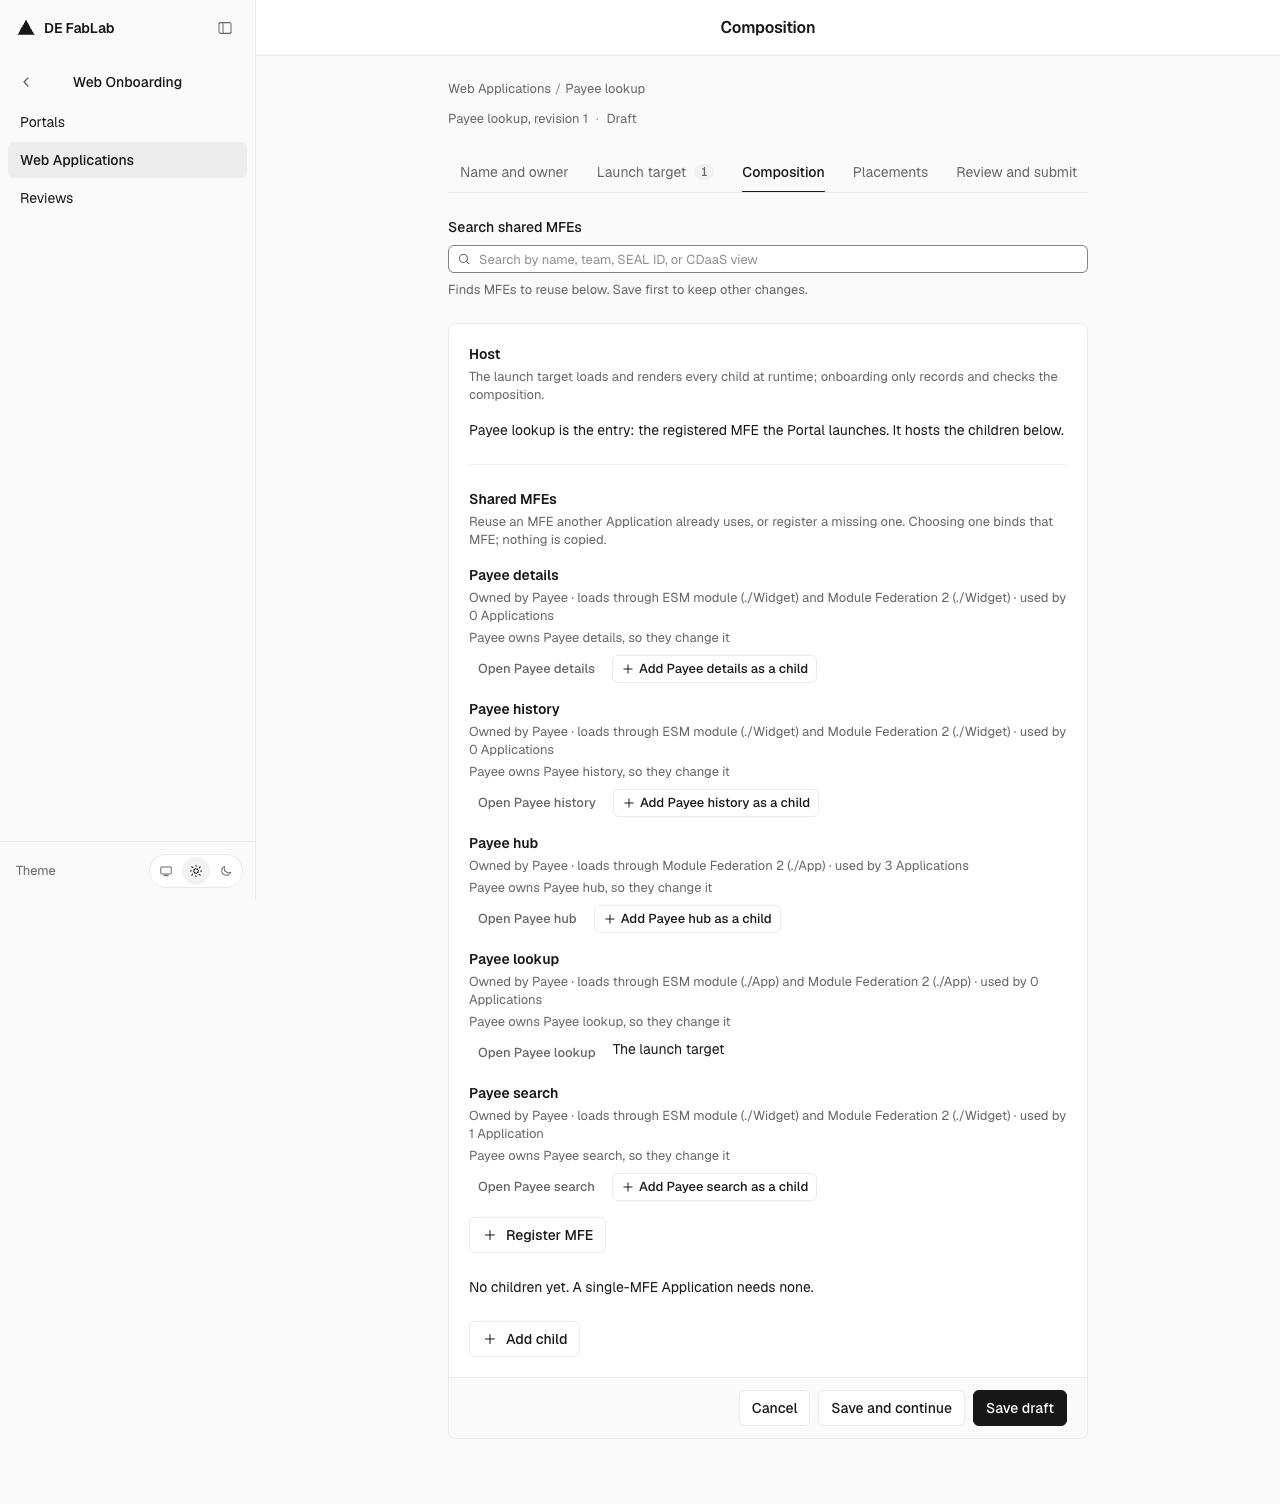 DE FabLab
Composition
Web Onboarding
Portals
Web Applications
Reviews
Theme
Web Applications / Payee lookup
Payee lookup, revision 1 · Draft
Name and owner Launch target 1 Composition Placements Review and submit
Search shared MFEs
Search by name, team, SEAL ID, or CDaaS view
Finds MFEs to reuse below. Save first to keep other changes.
Host
The launch target loads and renders every child at runtime; onboarding only records and checks the
composition.
Payee lookup is the entry: the registered MFE the Portal launches. It hosts the children below.
Shared MFEs
Reuse an MFE another Application already uses, or register a missing one. Choosing one binds that
MFE; nothing is copied.
Payee details
Owned by Payee · loads through ESM module (./Widget) and Module Federation 2 (./Widget) · used by
0 Applications
Payee owns Payee details, so they change it
Open Payee details Add Payee details as a child
Payee history
Owned by Payee · loads through ESM module (./Widget) and Module Federation 2 (./Widget) · used by
0 Applications
Payee owns Payee history, so they change it
Open Payee history Add Payee history as a child
Payee hub
Owned by Payee · loads through Module Federation 2 (./App) · used by 3 Applications
Payee owns Payee hub, so they change it
Open Payee hub Add Payee hub as a child
Payee lookup
Owned by Payee · loads through ESM module (./App) and Module Federation 2 (./App) · used by 0
Applications
Payee owns Payee lookup, so they change it
Open Payee lookup The launch target
Payee search
Owned by Payee · loads through ESM module (./Widget) and Module Federation 2 (./Widget) · used by
1 Application
Payee owns Payee search, so they change it
Open Payee search Add Payee search as a child
Register MFE
No children yet. A single-MFE Application needs none.
Add child
Cancel Save and continue Save draft